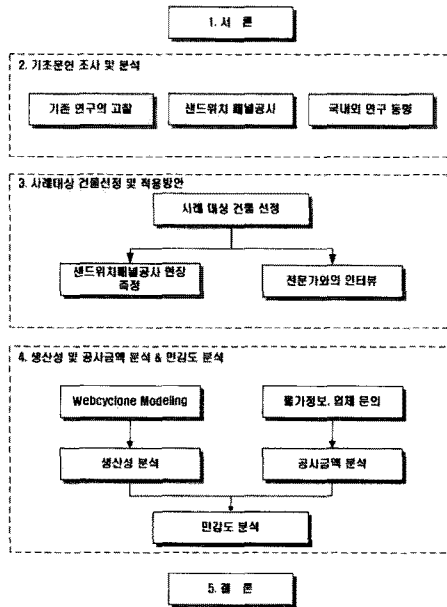 1. 서 론
2. 기초문헌 조사 및 분석
기존 연구의 고찰
샌드위치 패널공사
국내외 연구 동향
3. 사례대상 건물선정 및 적용방안
사례 대상 건물 선정
샌드위치패널공사 현장
측정
전문가와의 인터뷰
4. 생산성 및 공사금액 분석 & 민감도 분석
Webcyclone Modeling
물가정보, 업체 문의
생산성 분석
공사금액 분석
민감도 분석
5. 결 론